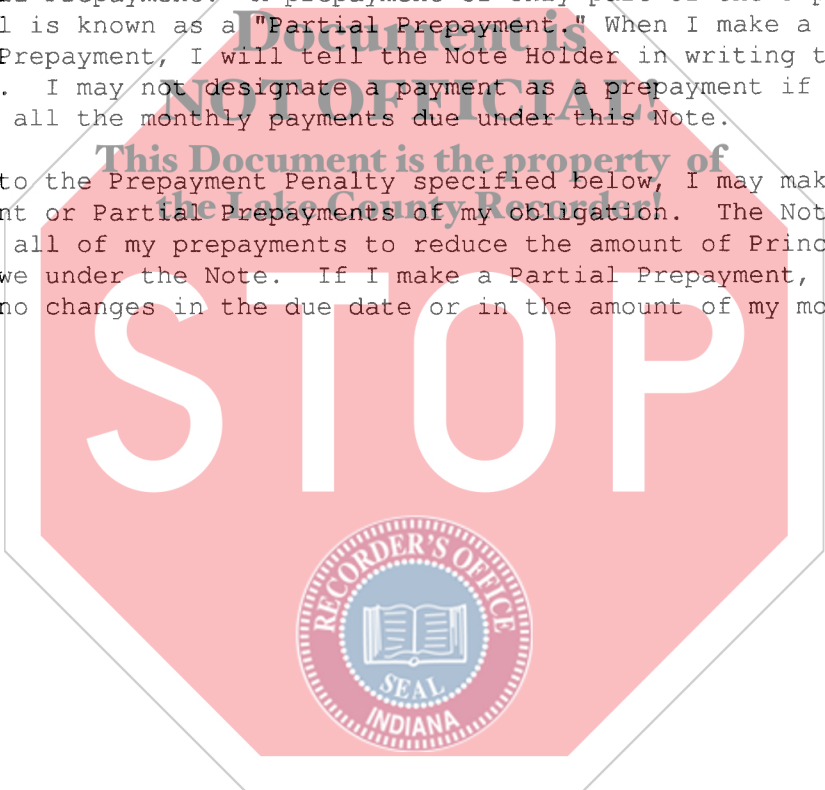 l is known as a "Partial Prepayment." When I make a
Prepayment, I will tell the Note Holder in writing t
. I may not designate a payment as a prepayment if
all the monthly payments due under this Note.
to the Prepayment Penalty specified below, I may mak
nt or Partial Prepayments of my obligation. The Not
all of my prepayments to reduce the amount of Princ
we under the Note. If I make a Partial Prepayment,
no changes in the due date or in the amount of my mo
Document is
NOT OFFICIAL!
This Document is the property of
the Lake County Recorder!
STOP
RECORDER'S OFFICE
SEAL
INDIANA